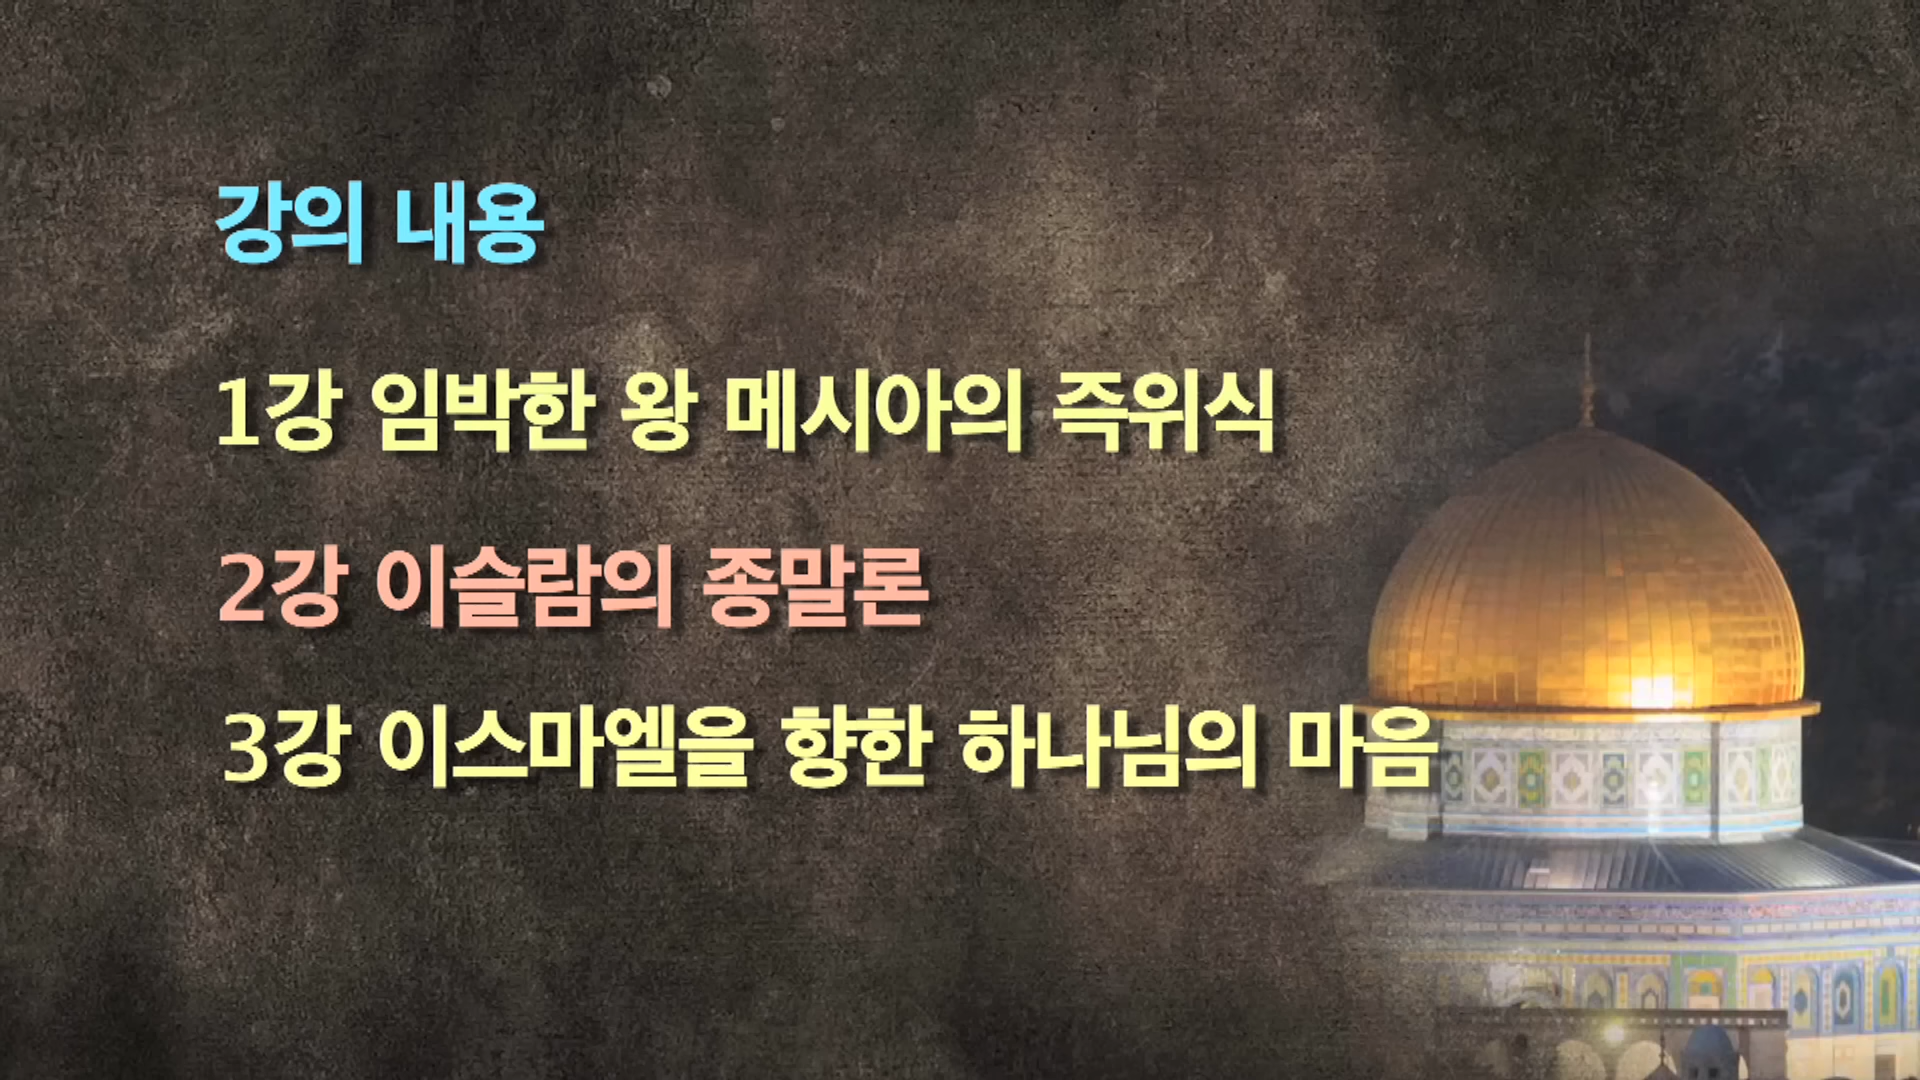 강의 내용
1강 임박한 왕 메시아의 즉위식
2강 이슬람의 종말론
3강 이스마엘을 향한 하나님의 마음